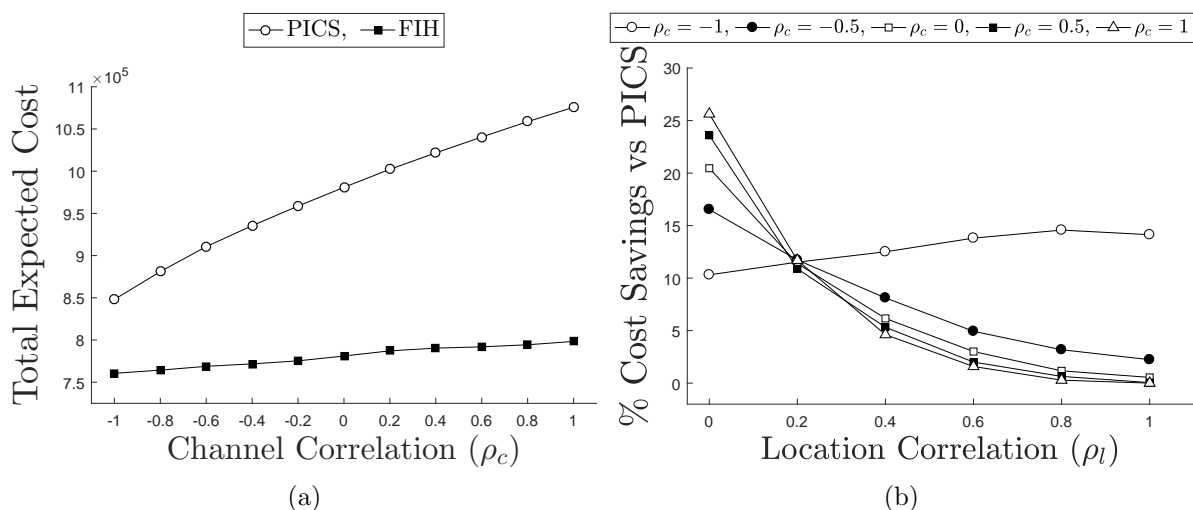 PICS, FIH
×10⁵
11
10.5
10
9.5
9
8.5
8
7.5
-1 -0.8 -0.6 -0.4 -0.2 0 0.2 0.4 0.6 0.8 1
Total Expected Cost
Channel Correlation (ρ_c)
(a)
ρ_c = −1, ρ_c = −0.5, ρ_c = 0, ρ_c = 0.5, ρ_c = 1
30
25
20
15
10
5
0
0 0.2 0.4 0.6 0.8 1
% Cost Savings vs PICS
Location Correlation (ρ_l)
(b)